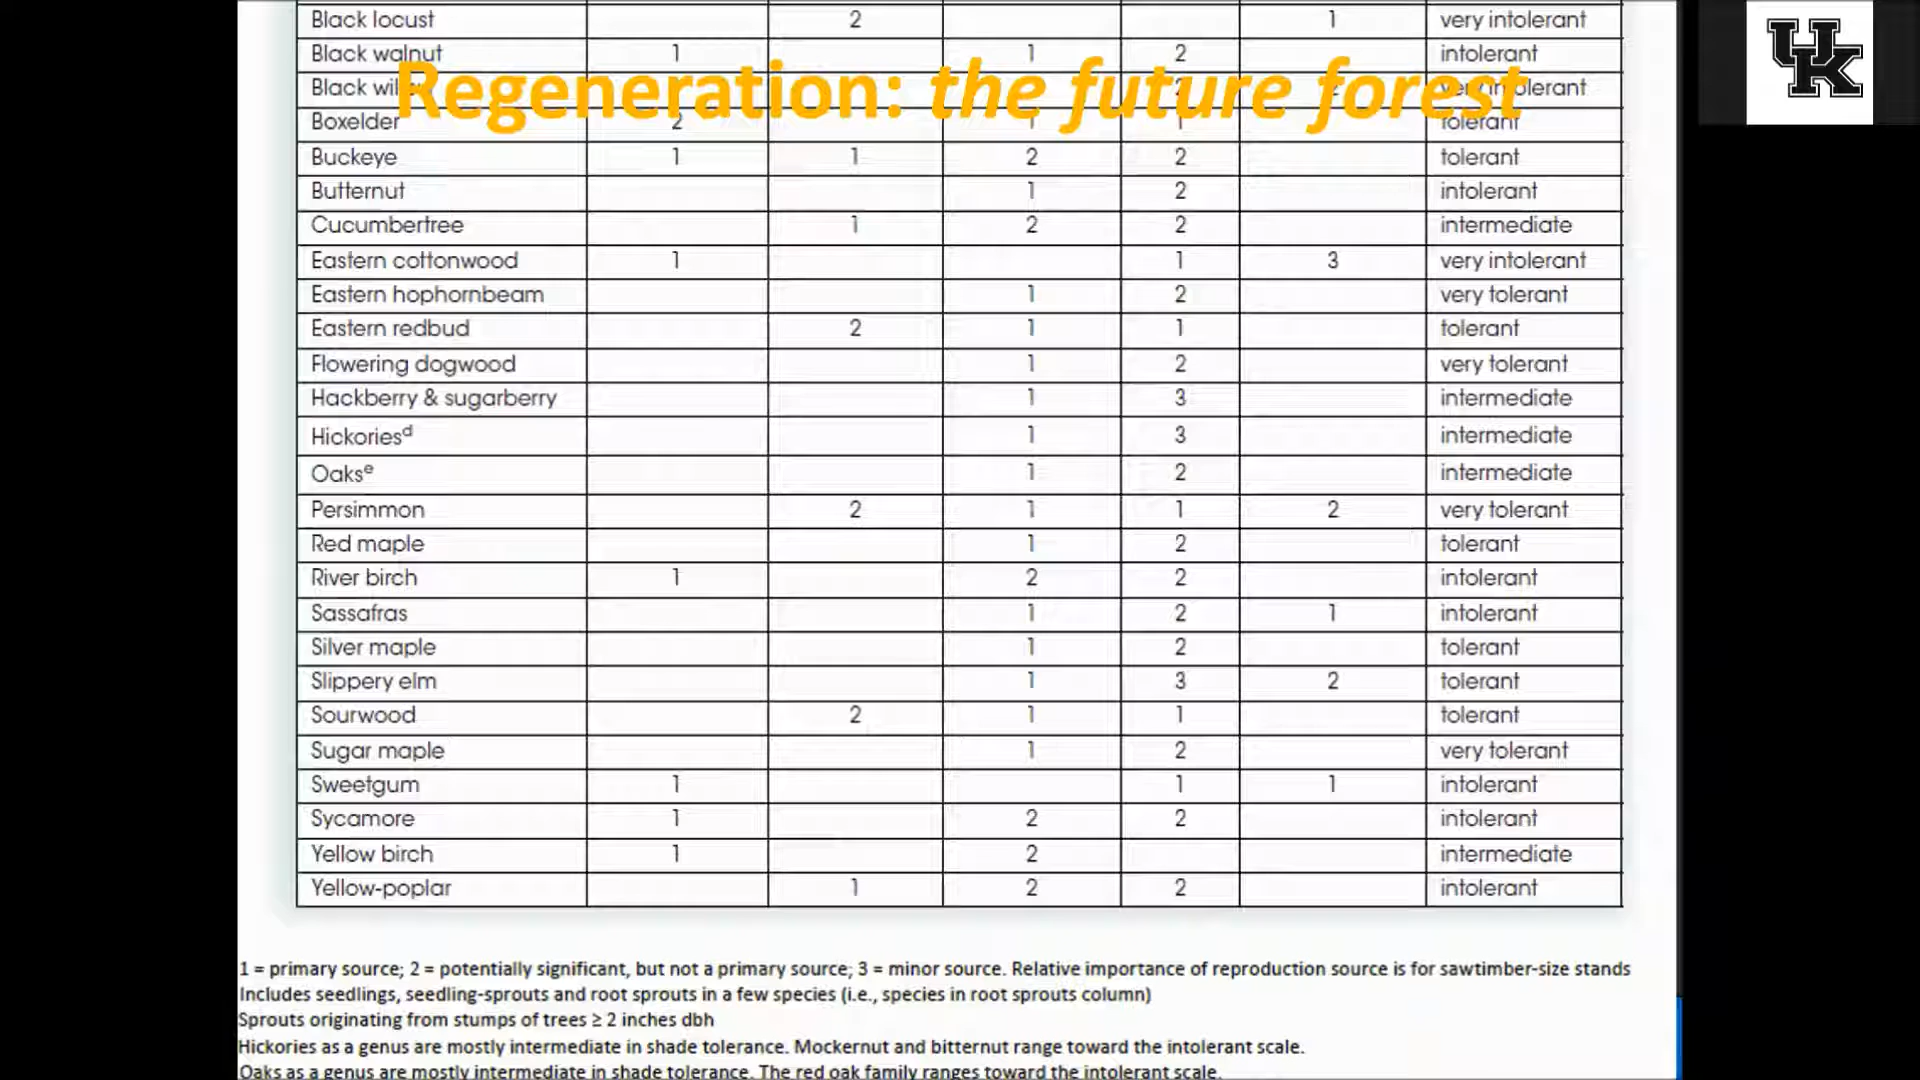 Black locust 2 1 very intolerant
Black walnut 1 1 2 intolerant
Regeneration: the future forest
Black 2 very intolerant
Boxelder 2 1 1 tolerant
Buckeye 1 1 2 2 tolerant
Butternut 1 2 intolerant
Cucumbertree 1 2 2 intermediate
Eastern cottonwood 1 1 3 very intolerant
Eastern hophornbeam 1 2 very tolerant
Eastern redbud 2 1 1 tolerant
Flowering dogwood 1 2 very tolerant
Hackberry & sugarberry 1 3 intermediate
Hickoriesd 1 3 intermediate
Oakse 1 2 intermediate
Persimmon 2 1 1 2 very tolerant
Red maple 1 2 tolerant
River birch 1 2 2 intolerant
Sassafras 1 2 1 intolerant
Silver maple 1 2 tolerant
Slippery elm 1 3 2 tolerant
Sourwood 2 1 1 tolerant
Sugar maple 1 2 very tolerant
Sweetgum 1 1 1 intolerant
Sycamore 1 2 2 intolerant
Yellow birch 1 2 intermediate
Yellow-poplar 1 2 2 intolerant
1 = primary source; 2 = potentially significant, but not a primary source; 3 = minor source. Relative importance of reproduction source is for sawtimber-size stands
Includes seedlings, seedling-sprouts and root sprouts in a few species (i.e., species in root sprouts column)
Sprouts originating from stumps of trees ≥ 2 inches dbh
Hickories as a genus are mostly intermediate in shade tolerance. Mockernut and bitternut range toward the intolerant scale.
Oaks as a genus are mostly intermediate in shade tolerance. The red oak family ranges toward the intolerant scale.
UK